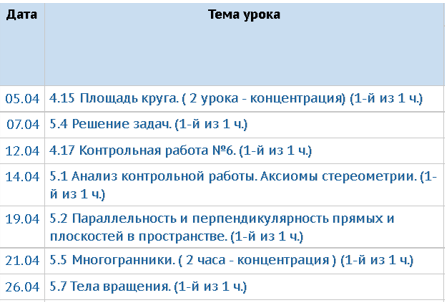 Дата Тема урока
05.04 4.15 Площадь круга. ( 2 урока - концентрация) (1-й из 1 ч.)
07.04 5.4 Решение задач. (1-й из 1 ч.)
12.04 4.17 Контрольная работа №6. (1-й из 1 ч.)
14.04 5.1 Анализ контрольной работы. Аксиомы стереометрии. (1-
й из 1 ч.)
19.04 5.2 Параллельность и перпендикулярность прямых и
плоскостей в пространстве. (1-й из 1 ч.)
21.04 5.5 Многогранники. ( 2 часа - концентрация ) (1-й из 1 ч.)
26.04 5.7 Тела вращения. (1-й из 1 ч.)